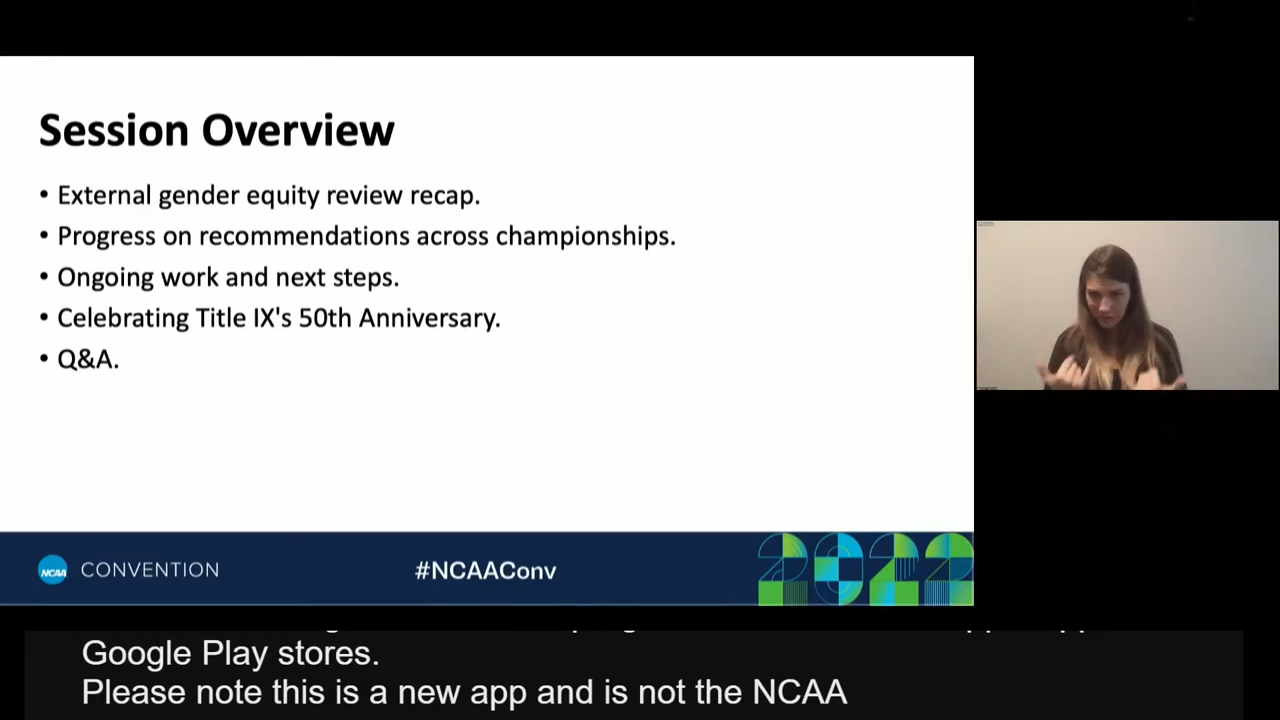 Session Overview
• External gender equity review recap.
• Progress on recommendations across championships.
• Ongoing work and next steps.
• Celebrating Title IX's 50th Anniversary.
• Q&A.
NCAA CONVENTION
#NCAAConv
2022
Google Play stores.
Please note this is a new app and is not the NCAA